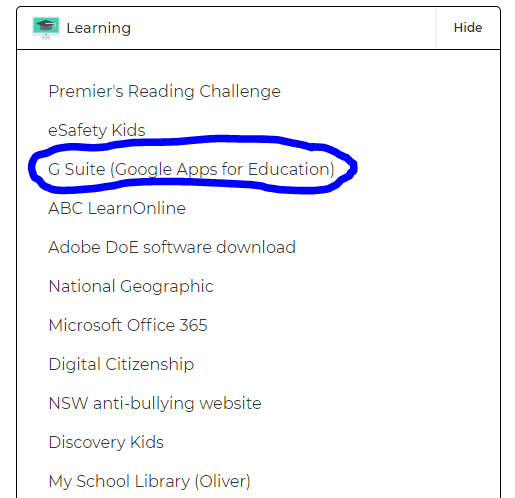 Learning
Hide
Premier's Reading Challenge
eSafety Kids
G Suite (Google Apps for Education)
ABC LearnOnline
Adobe DoE software download
National Geographic
Microsoft Office 365
Digital Citizenship
NSW anti-bullying website
Discovery Kids
My School Library (Oliver)